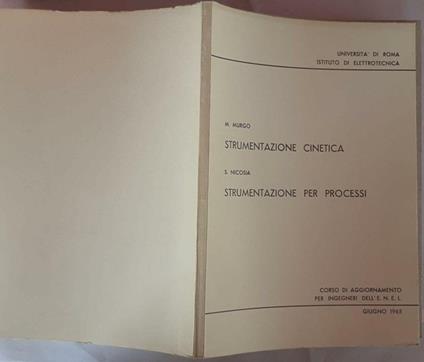 UNIVERSITA' DI ROMA
ISTITUTO DI ELETTROTECNICA
M. MURGO
STRUMENTAZIONE CINETICA
S. NICOSIA
STRUMENTAZIONE PER PROCESSI
CORSO DI AGGIORNAMENTO
PER INGEGNERI DELL'E.N.E.L.
GIUGNO